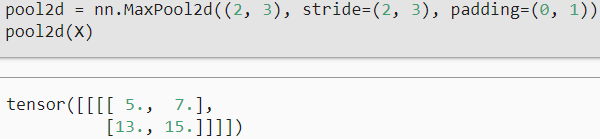 pool2d = nn.MaxPool2d((2, 3), stride=(2, 3), padding=(0, 1))
pool2d(X)
tensor([[[[ 5.,  7.],
          [13., 15.]]]])